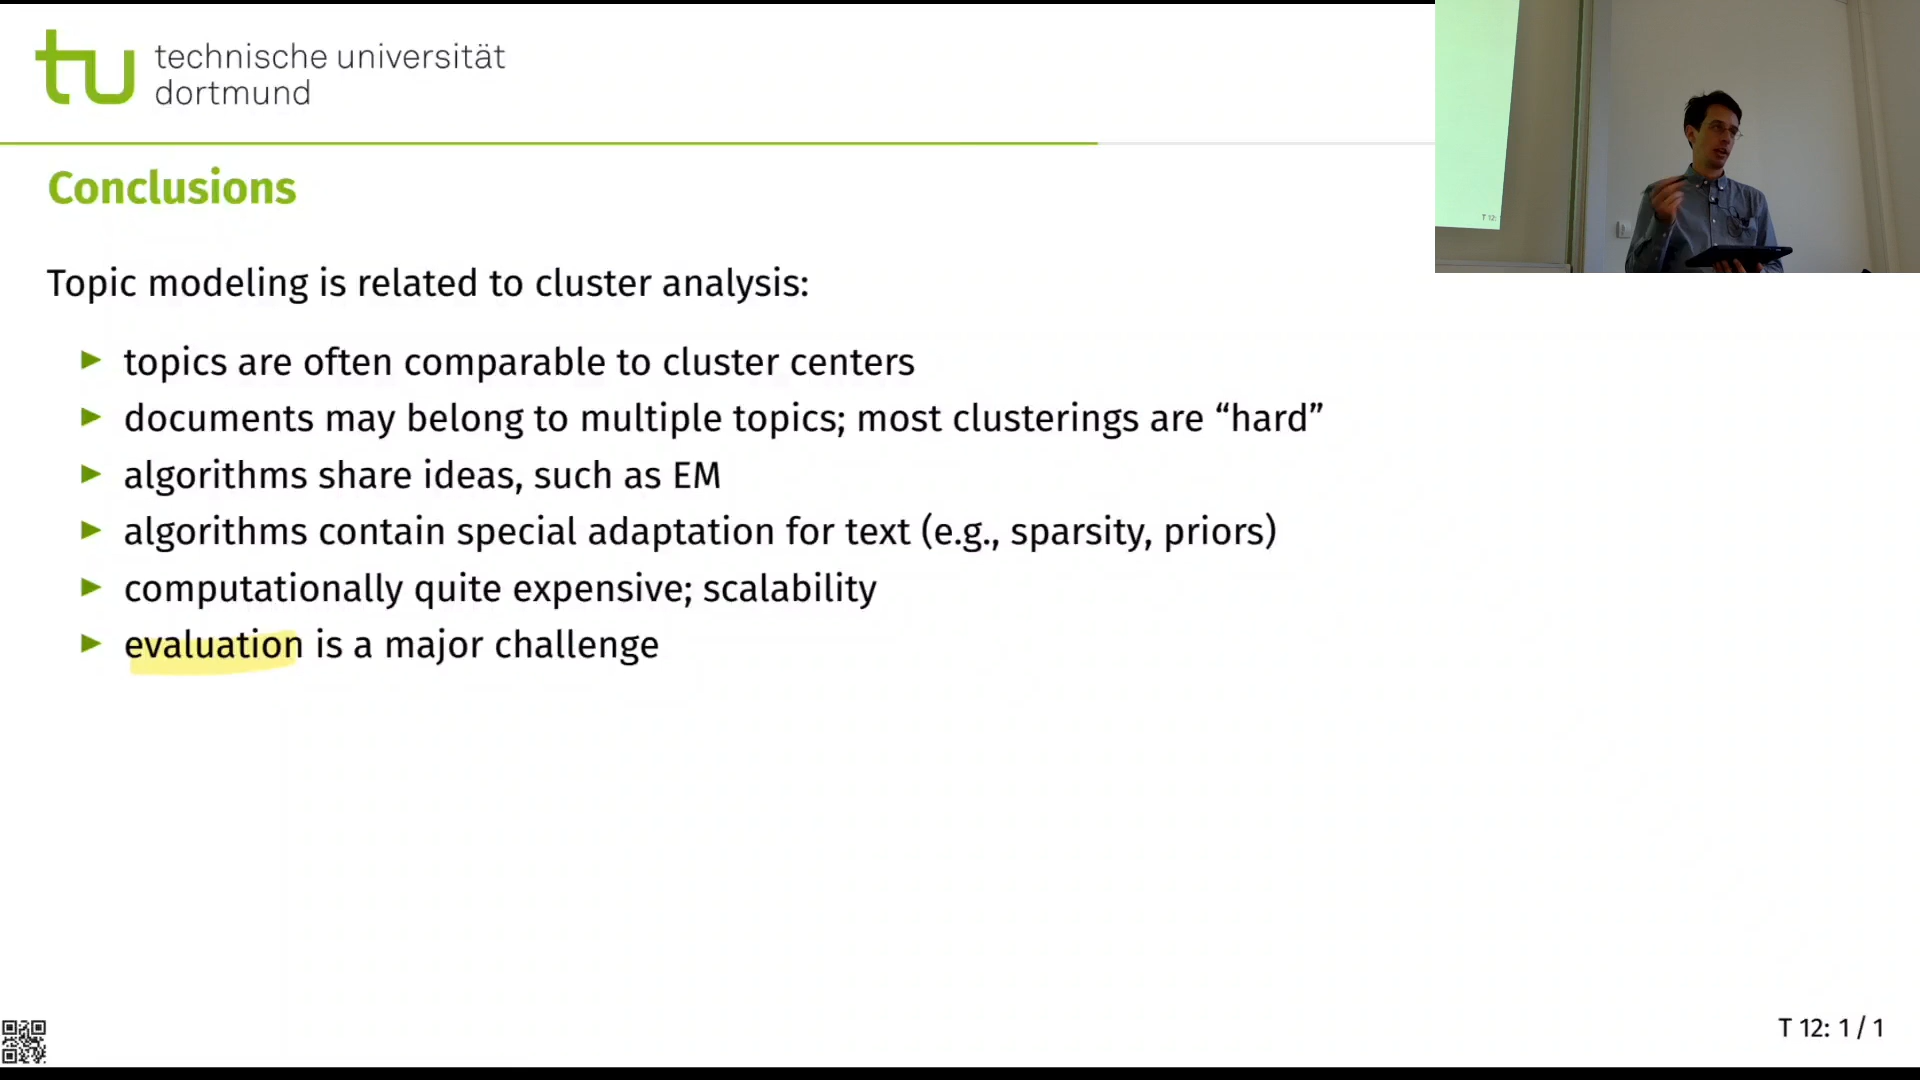 technische universität
dortmund
Conclusions
Topic modeling is related to cluster analysis:
topics are often comparable to cluster centers
documents may belong to multiple topics; most clusterings are “hard”
algorithms share ideas, such as EM
algorithms contain special adaptation for text (e.g., sparsity, priors)
computationally quite expensive; scalability
evaluation is a major challenge
T 12: 1 / 1
T 12: